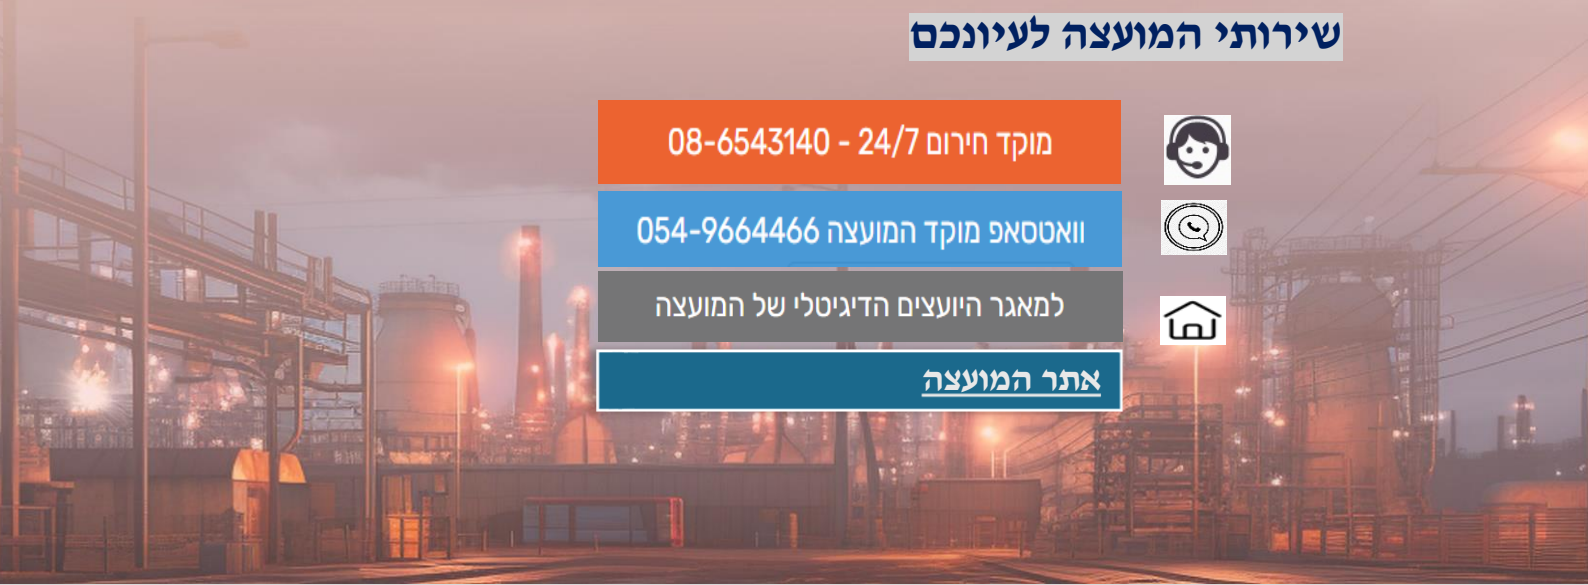 שירותי המועצה לעיונכם
מוקד חירום 24/7 - 08-6543140
וואטסאפ מוקד המועצה 054-9664466
למאגר היועצים הדיגיטלי של המועצה
אתר המועצה